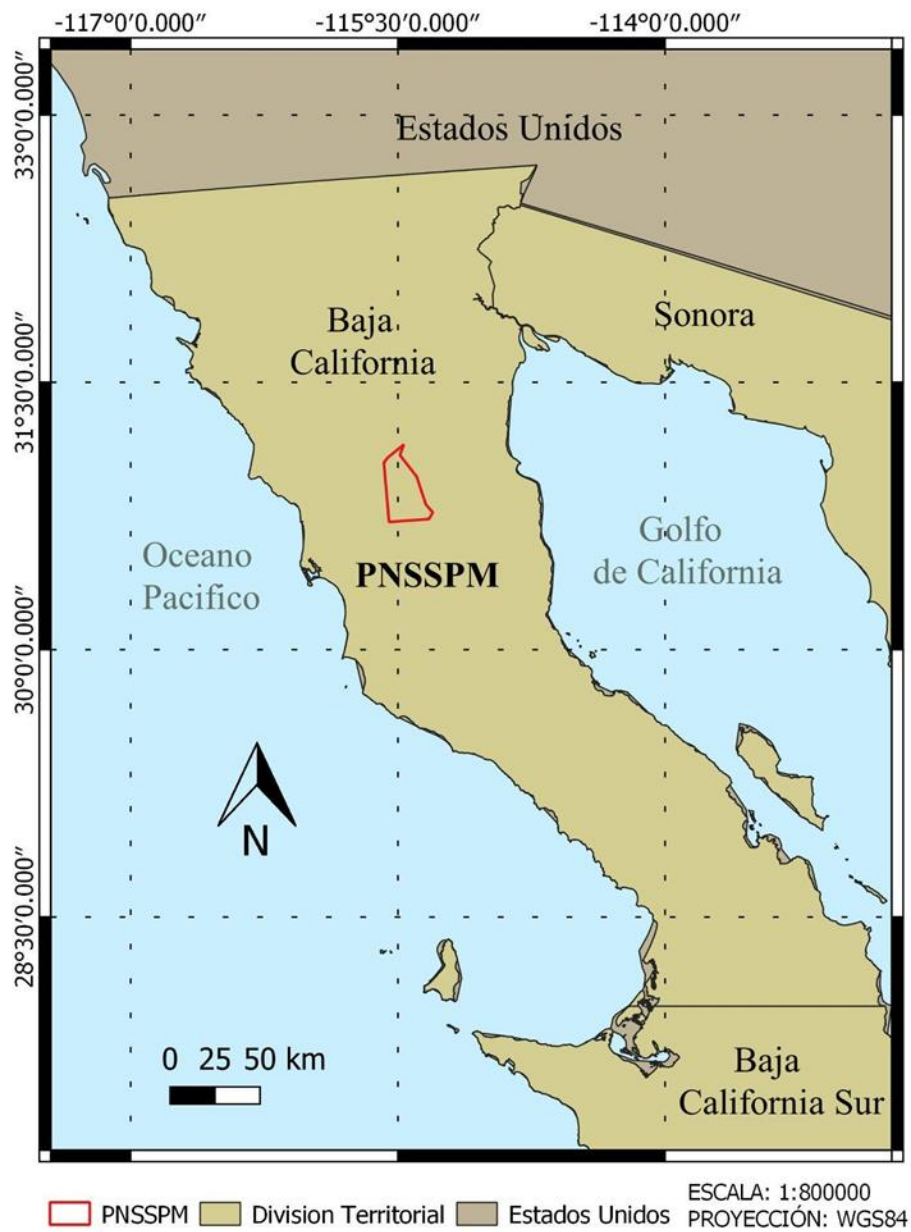 -117°0′0.000″ -115°30′0.000″ -114°0′0.000″
33°0′0.000″
Estados Unidos
Baja
California
Sonora
31°30′0.000″
Oceano
Pacifico
PNSSPM
Golfo
de California
30°0′0.000″
N
28°30′0.000″
0 25 50 km
Baja
California Sur
PNSSPM Division Territorial Estados Unidos
ESCALA: 1:800000
PROYECCIÓN: WGS84